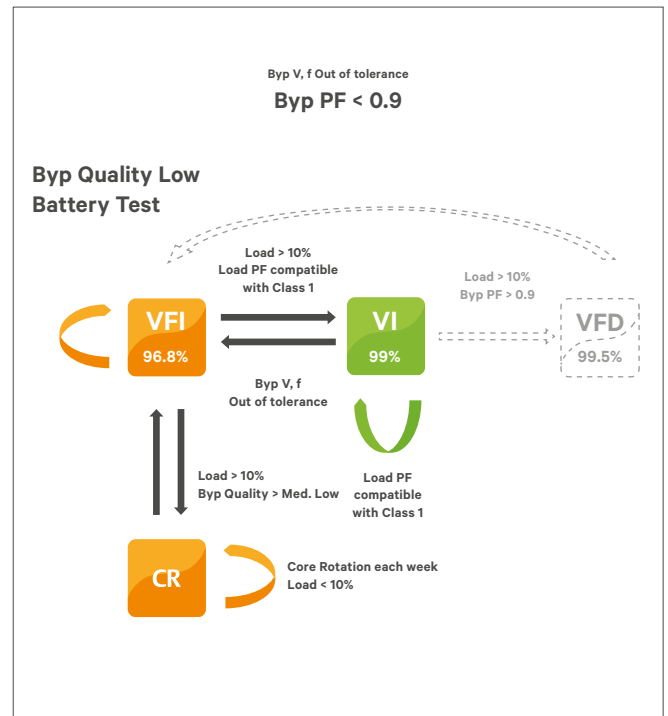 Byp V, f Out of tolerance
Byp PF < 0.9
Byp Quality Low
Battery Test
Load > 10%
Load PF compatible
with Class 1
Load > 10%
Byp PF > 0.9
VFI
96.8%
VI
99%
VFD
99.5%
Byp V, f
Out of tolerance
Load > 10%
Byp Quality > Med. Low
Load PF
compatible
with Class 1
CR
Core Rotation each week
Load < 10%